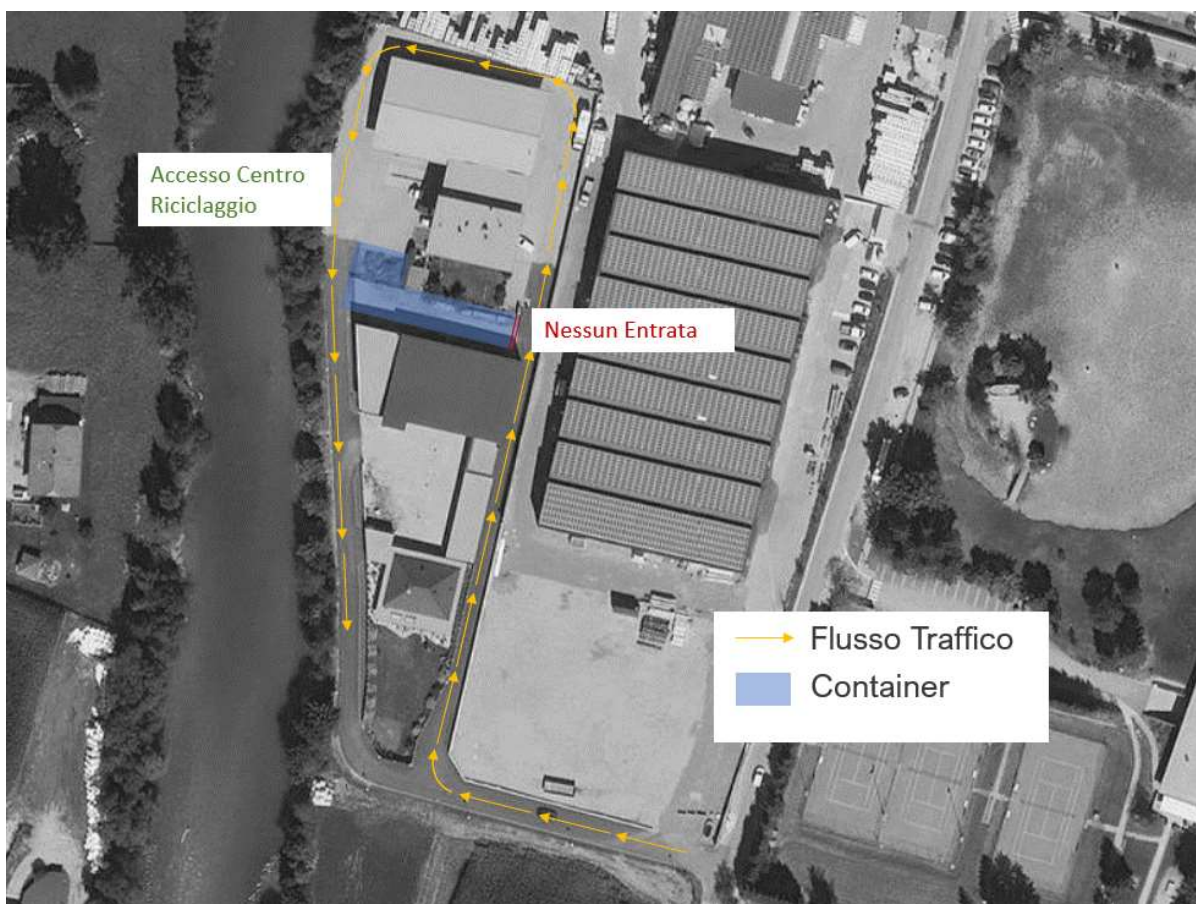 Accesso Centro
Riciclaggio
Nessun Entrata
Flusso Traffico
Container